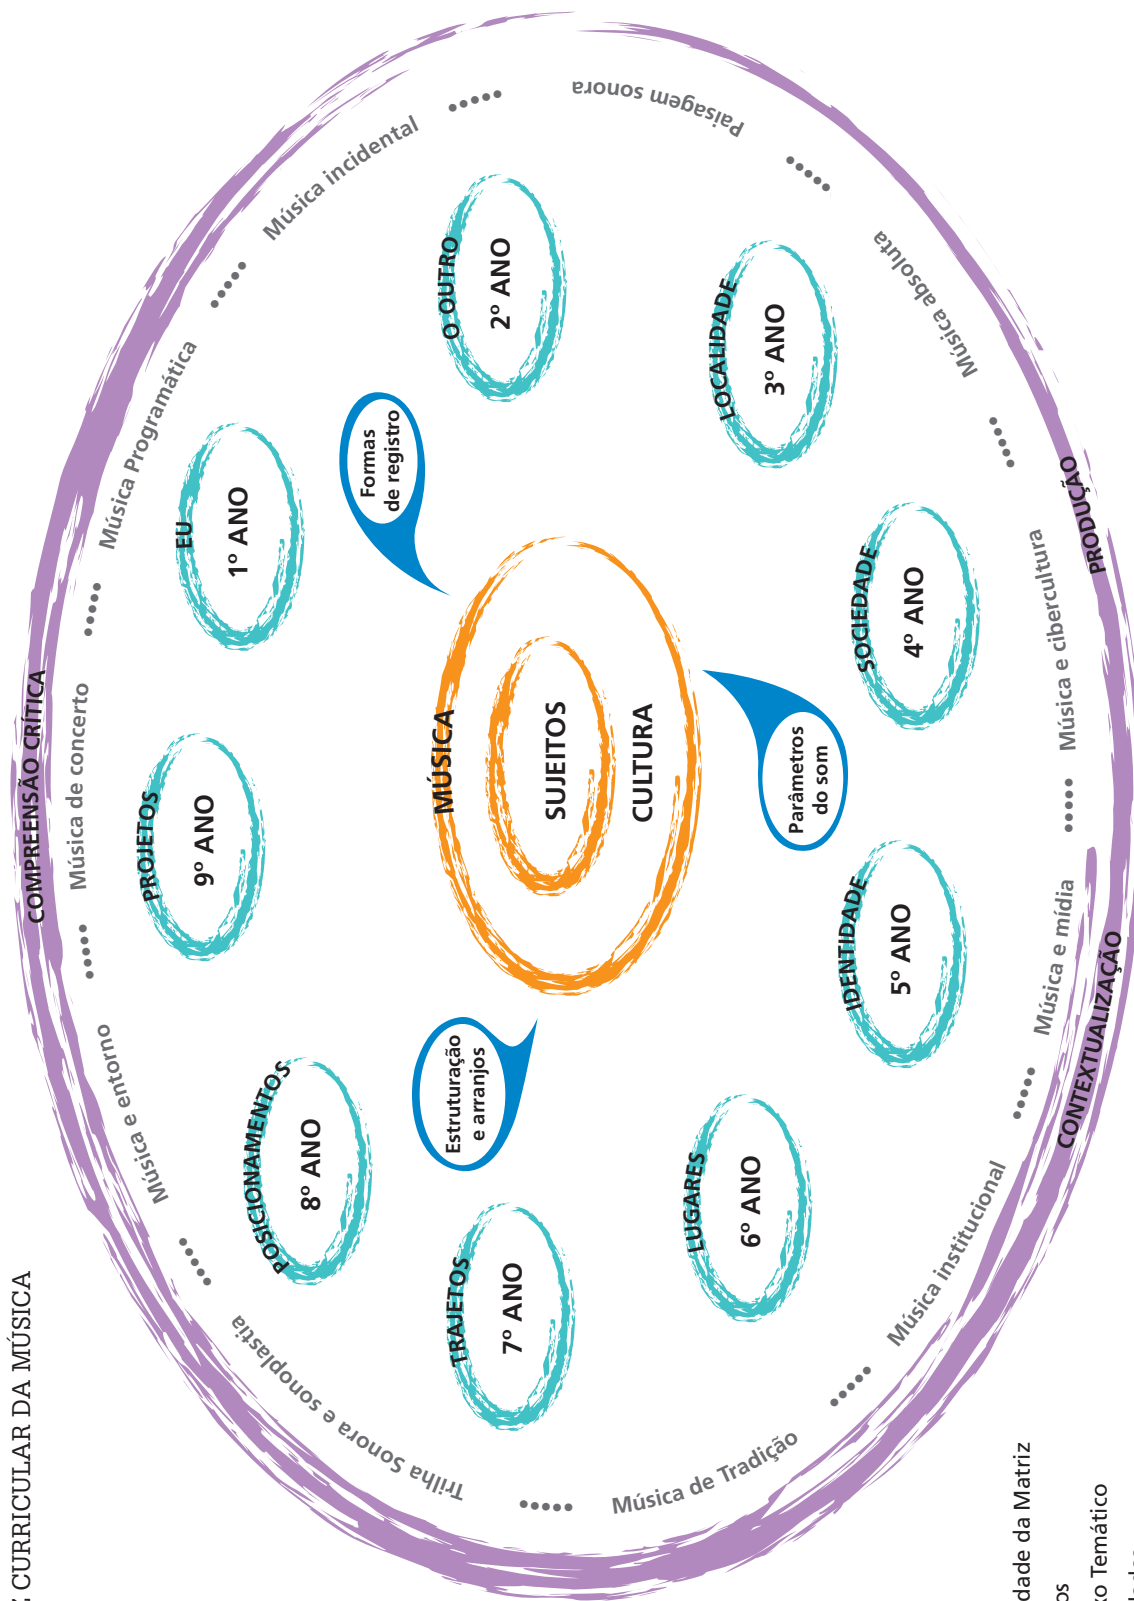 CURRICULAR DA MÚSICA
COMPREENSÃO CRÍTICA
Música e entorno
Música de concerto
Música Programática
Música incidental
Paisagem sonora
Música absoluta
Música e cibercultura
Música e mídia
Música institucional
Música de Tradição
Trilha Sonora e sonoplastia
PROJETOS
9º ANO
EU
1º ANO
O OUTRO
2º ANO
LOCALIDADE
3º ANO
SOCIEDADE
4º ANO
IDENTIDADE
5º ANO
LUGARES
6º ANO
TRAJETOS
7º ANO
POSICIONAMENTOS
8º ANO
Formas
de registro
Estruturação
e arranjos
Parâmetros
do som
MÚSICA
SUJEITOS
CULTURA
CONTEXTUALIZAÇÃO
PRODUÇÃO
dade da Matriz
os
o Temático